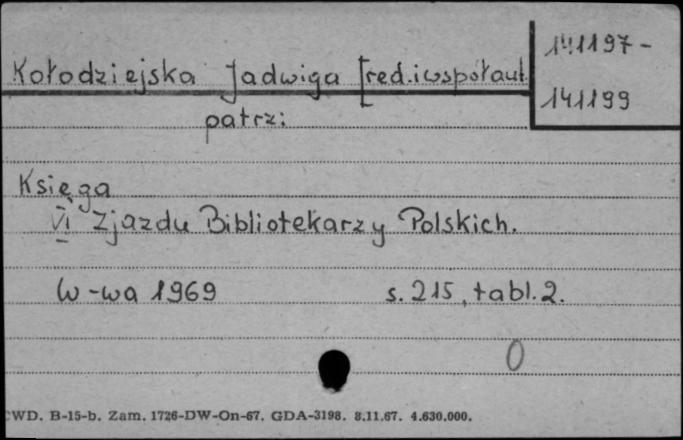 141197-
Kołodziejska Jadwiga [red.i współaut.
141199
patrz:
Księga
VI Zjazdu Bibliotekarzy Polskich.
W-wa 1969 s. 215, tabl. 2.
0
CWD. B-15-b. Zam. 1726-DW-On-67. GDA-3198. 8.11.67. 4.630.000.